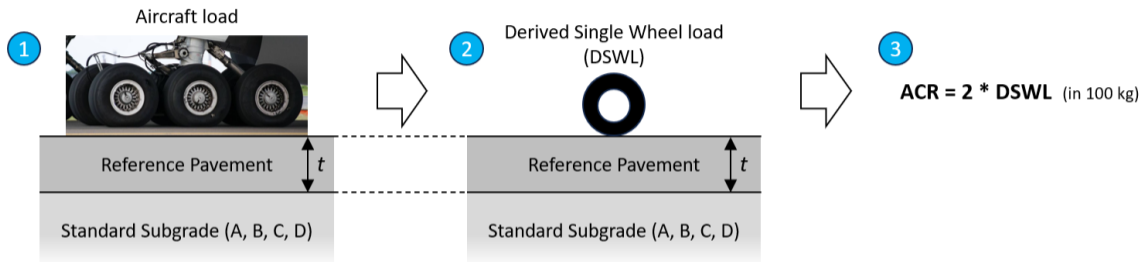 1
Aircraft load
Reference Pavement
t
Standard Subgrade (A, B, C, D)
2
Derived Single Wheel load
(DSWL)
Reference Pavement
t
Standard Subgrade (A, B, C, D)
3
ACR = 2 * DSWL (in 100 kg)